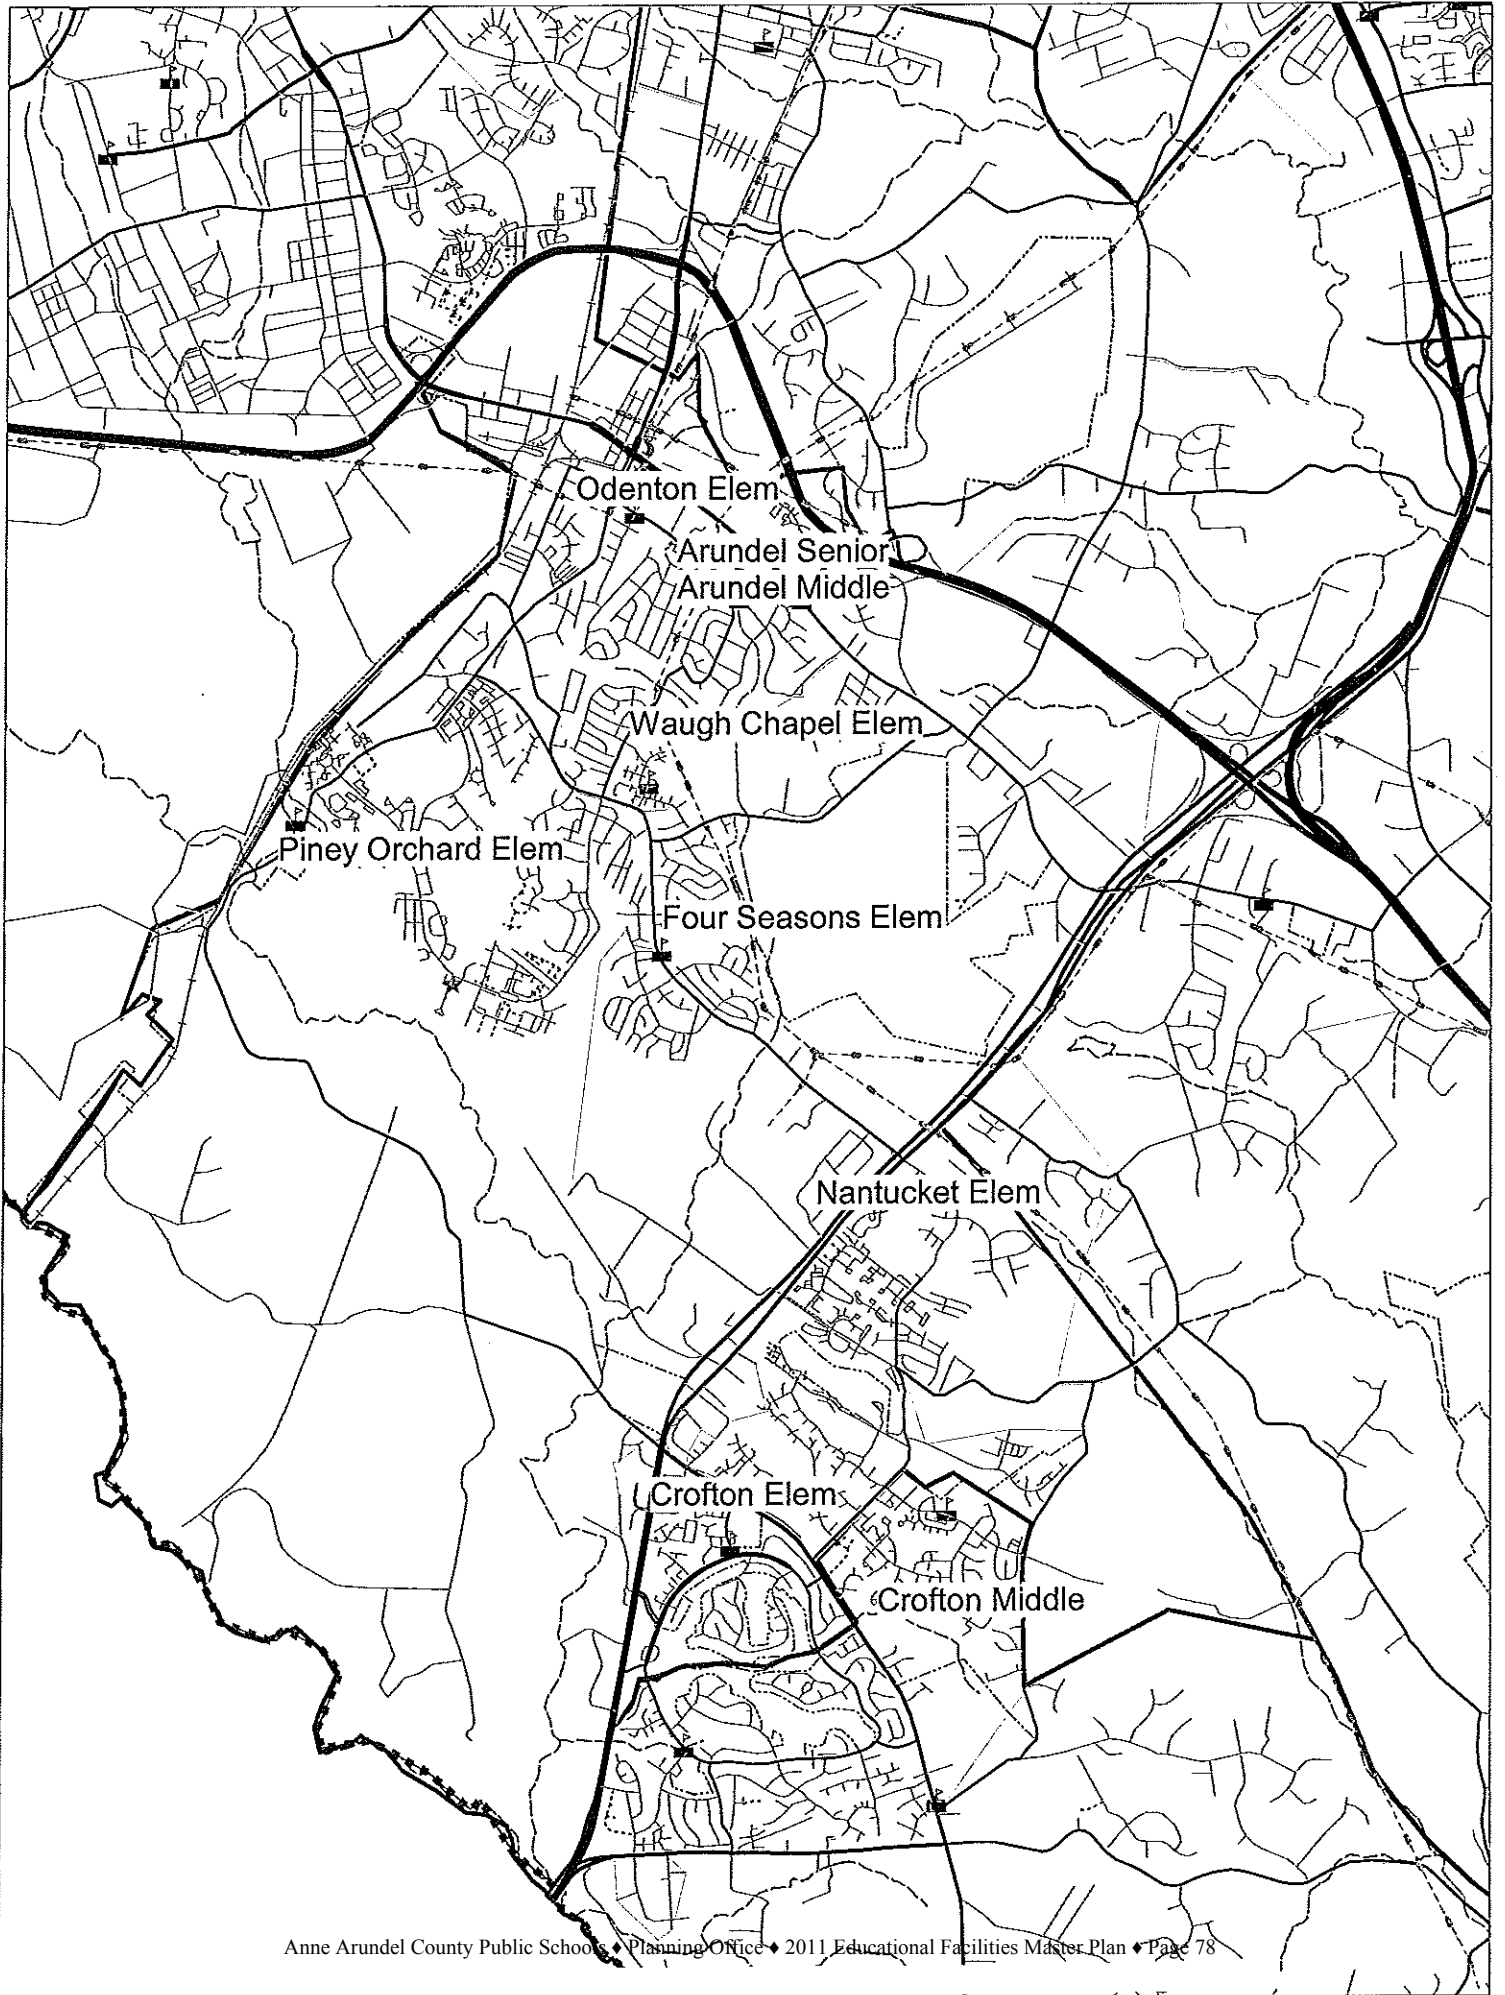 Odenton Elem
Arundel Senior
Arundel Middle
Waugh Chapel Elem
Piney Orchard Elem
Four Seasons Elem
Nantucket Elem
Crofton Elem
Crofton Middle
Anne Arundel County Public Schools ♦ Planning Office ♦ 2011 Educational Facilities Master Plan ♦ Page 78